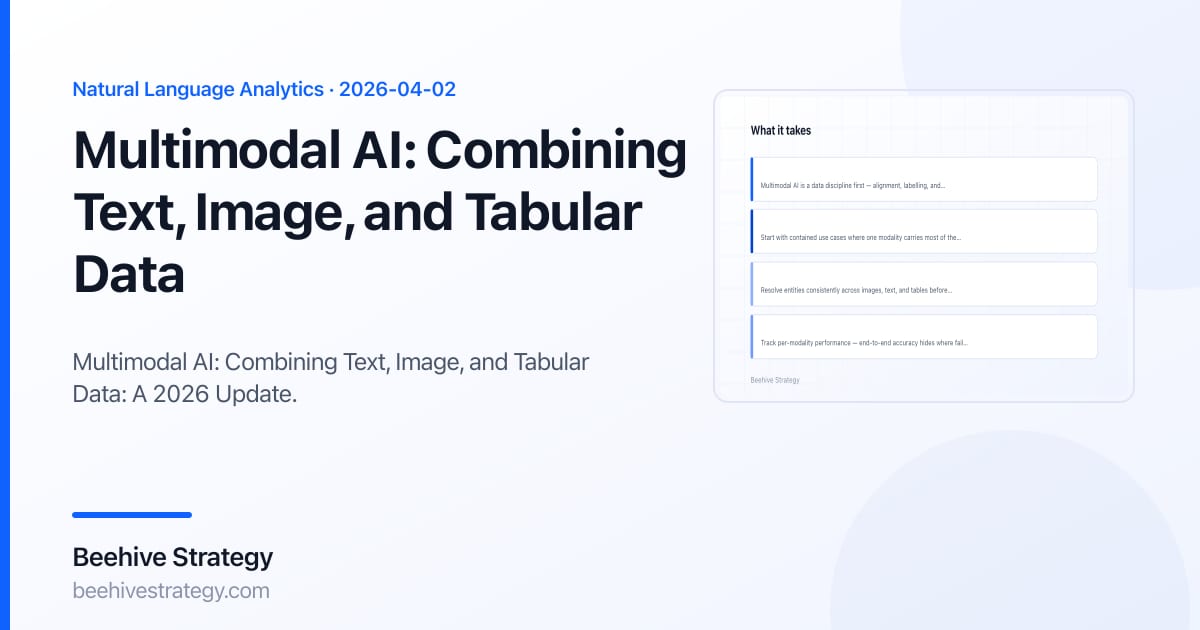 Natural Language Analytics · 2026-04-02
Multimodal AI: Combining
Text, Image, and Tabular
Data
Multimodal AI: Combining Text, Image, and Tabular
Data: A 2026 Update.
Beehive Strategy
beehivestrategy.com
What it takes
Multimodal AI is a data discipline first — alignment, labelling, and...
Start with contained use cases where one modality carries most of the...
Resolve entities consistently across images, text, and tables before...
Track per-modality performance — end-to-end accuracy hides where fail...
Beehive Strategy